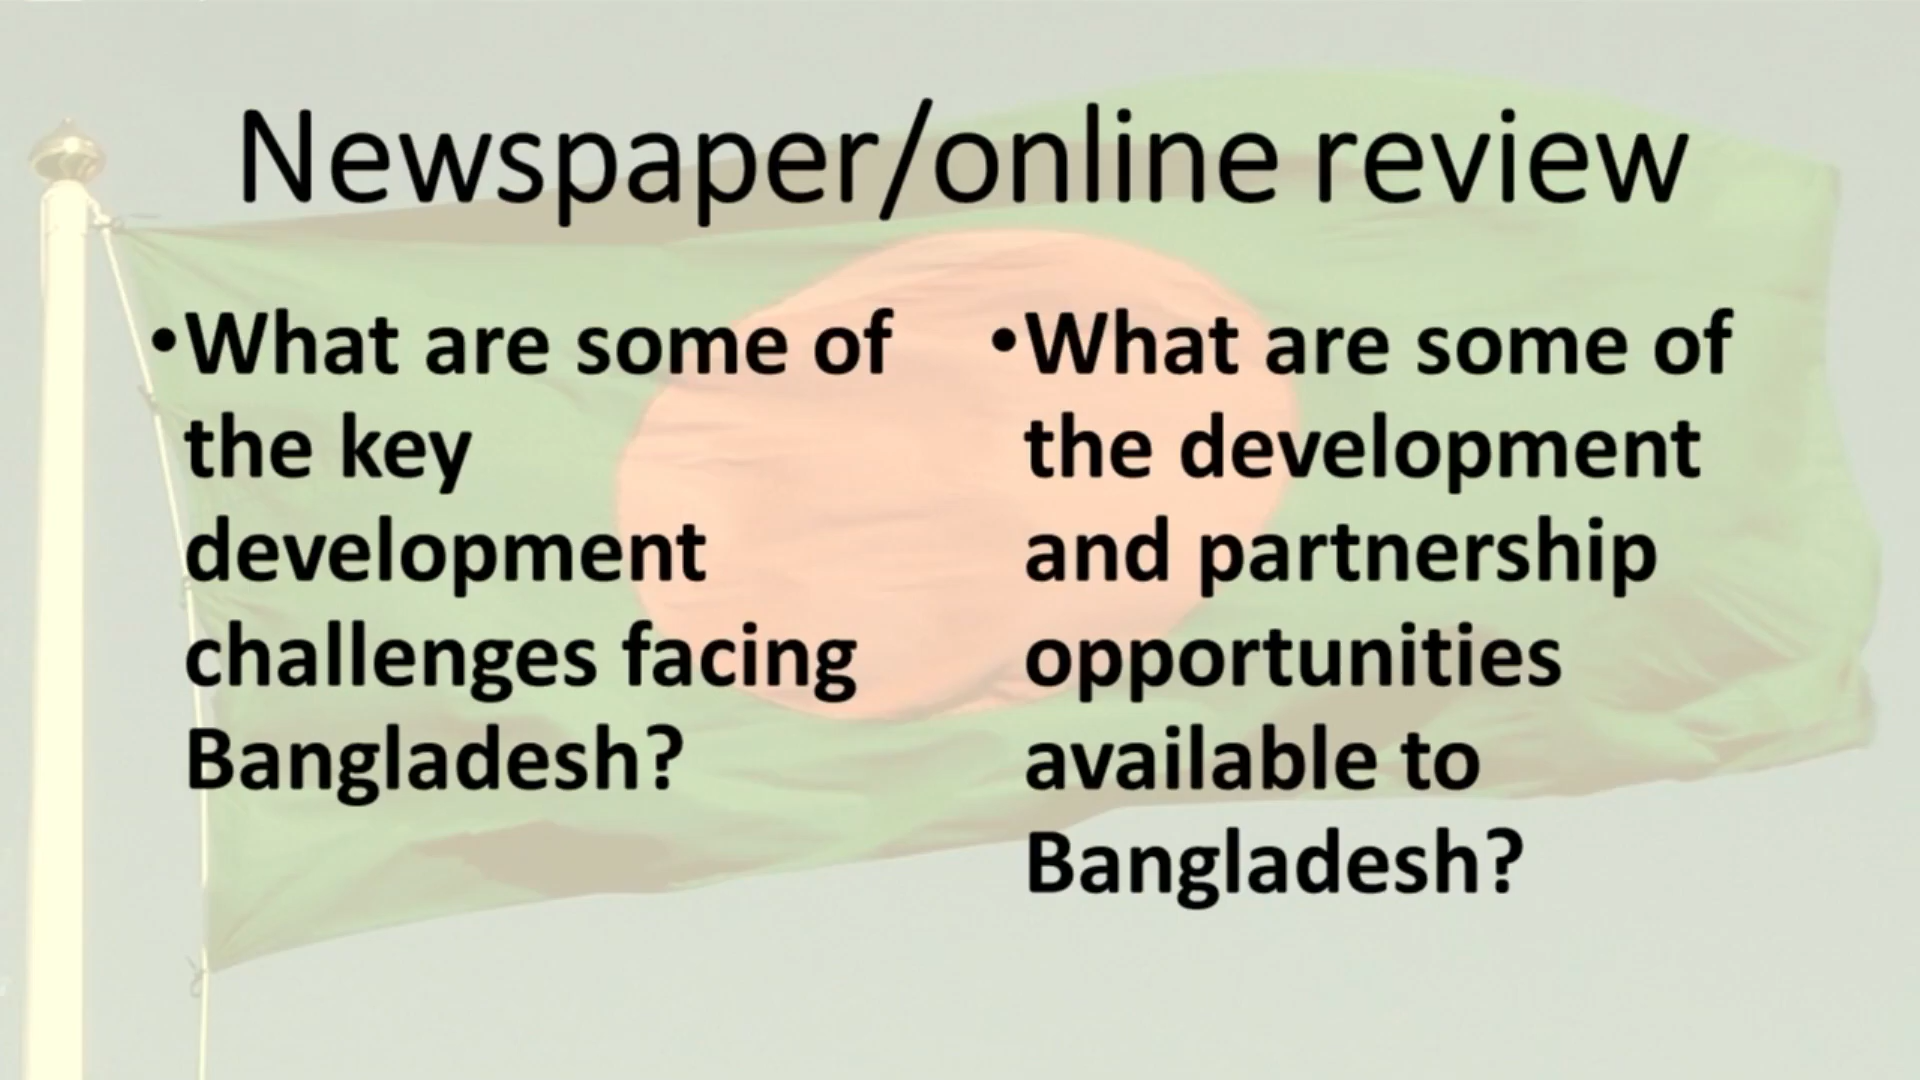 Newspaper/online review
•What are some of
the key
development
challenges facing
Bangladesh?
•What are some of
the development
and partnership
opportunities
available to
Bangladesh?